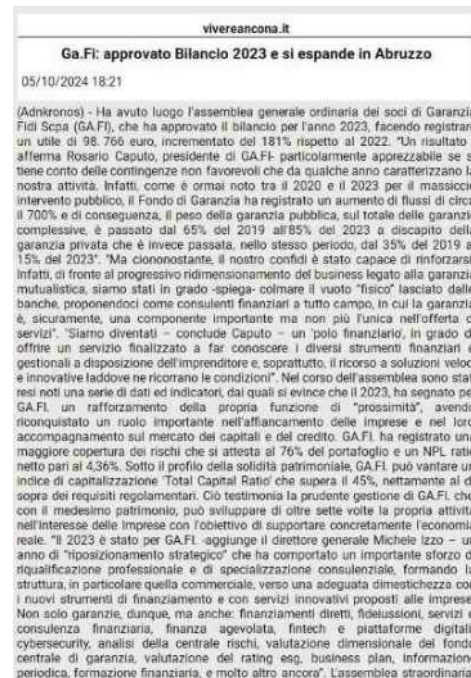 vivereancona.it
Ga.Fi: approvato Bilancio 2023 e si espande in Abruzzo
05/10/2024 18:21
(Adnkronos) - Ha avuto luogo l'assemblea generale ordinaria dei soci di Garanzia
Fidi Scpa (GA.FI), che ha approvato il bilancio per l'anno 2023, facendo registrar
un utile di 98. 766 euro, incrementato del 181% rispetto al 2022. "Un risultato -
afferma Rosario Caputo, presidente di GA.FI- particolarmente apprezzabile se s
tiene conto delle contingenze non favorevoli che da qualche anno caratterizzano la
nostra attività. Infatti, come è ormai noto tra il 2020 e il 2023 per il massiccio
intervento pubblico, il Fondo di Garanzia ha registrato un aumento di flussi di circa
il 700% e di conseguenza, il peso della garanzia pubblica, sul totale delle garanzi
complessive, è passato dal 65% del 2019 all'85% del 2023 a discapito della
garanzia privata che è invece passata, nello stesso periodo, dal 35% del 2019 a
15% del 2023". "Ma ciononostante, il nostro confidi è stato capace di rinforzarsi
Infatti, di fronte al progressivo ridimensionamento del business legato alla garanzia
mutualistica, siamo stati in grado -spiega- colmare il vuoto "fisico" lasciato dalle
banche, proponendoci come consulenti finanziari a tutto campo, in cui la garanzia
è, sicuramente, una componente importante ma non più l'unica nell'offerta d
servizi". "Siamo diventati – conclude Caputo – un 'polo finanziario', in grado d
offrire un servizio finalizzato a far conoscere i diversi strumenti finanziari e
gestionali a disposizione dell'imprenditore e, soprattutto, il ricorso a soluzioni veloc
e innovative laddove ne ricorrano le condizioni". Nel corso dell'assemblea sono stat
resi noti una serie di dati ed indicatori, dai quali si evince che il 2023, ha segnato pe
GA.FI. un rafforzamento della propria funzione di "prossimità", avendo
riconquistato un ruolo importante nell'affiancamento delle imprese e nel loro
accompagnamento sul mercato dei capitali e del credito. GA.FI. ha registrato un
maggiore copertura dei rischi che si attesta al 76% del portafoglio e un NPL ratio
netto pari al 4,36%. Sotto il profilo della solidità patrimoniale, GA.FI. può vantare un
indice di capitalizzazione 'Total Capital Ratio' che supera il 45%, nettamente al d
sopra dei requisiti regolamentari. Ciò testimonia la prudente gestione di GA.FI. che
con il medesimo patrimonio, può sviluppare di oltre sette volte la propria attività
nell'interesse delle Imprese con l'obiettivo di supportare concretamente l'economia
reale. "Il 2023 è stato per GA.FI. -aggiunge il direttore generale Michele Izzo – un
anno di "riposizionamento strategico" che ha comportato un importante sforzo d
riqualificazione professionale e di specializzazione consulenziale, formando la
struttura, in particolare quella commerciale, verso una adeguata dimestichezza con
i nuovi strumenti di finanziamento e con servizi innovativi proposti alle imprese
Non solo garanzie, dunque, ma anche: finanziamenti diretti, fideiussioni, servizi e
consulenza finanziaria, finanza agevolata, fintech e piattaforme digitali
cybersecurity, analisi della centrale rischi, valutazione dimensionale del fondo
centrale di garanzia, valutazione del rating esg, business plan, informazione
periodica, formazione finanziaria, e molto altro ancora". L'assemblea straordinaria